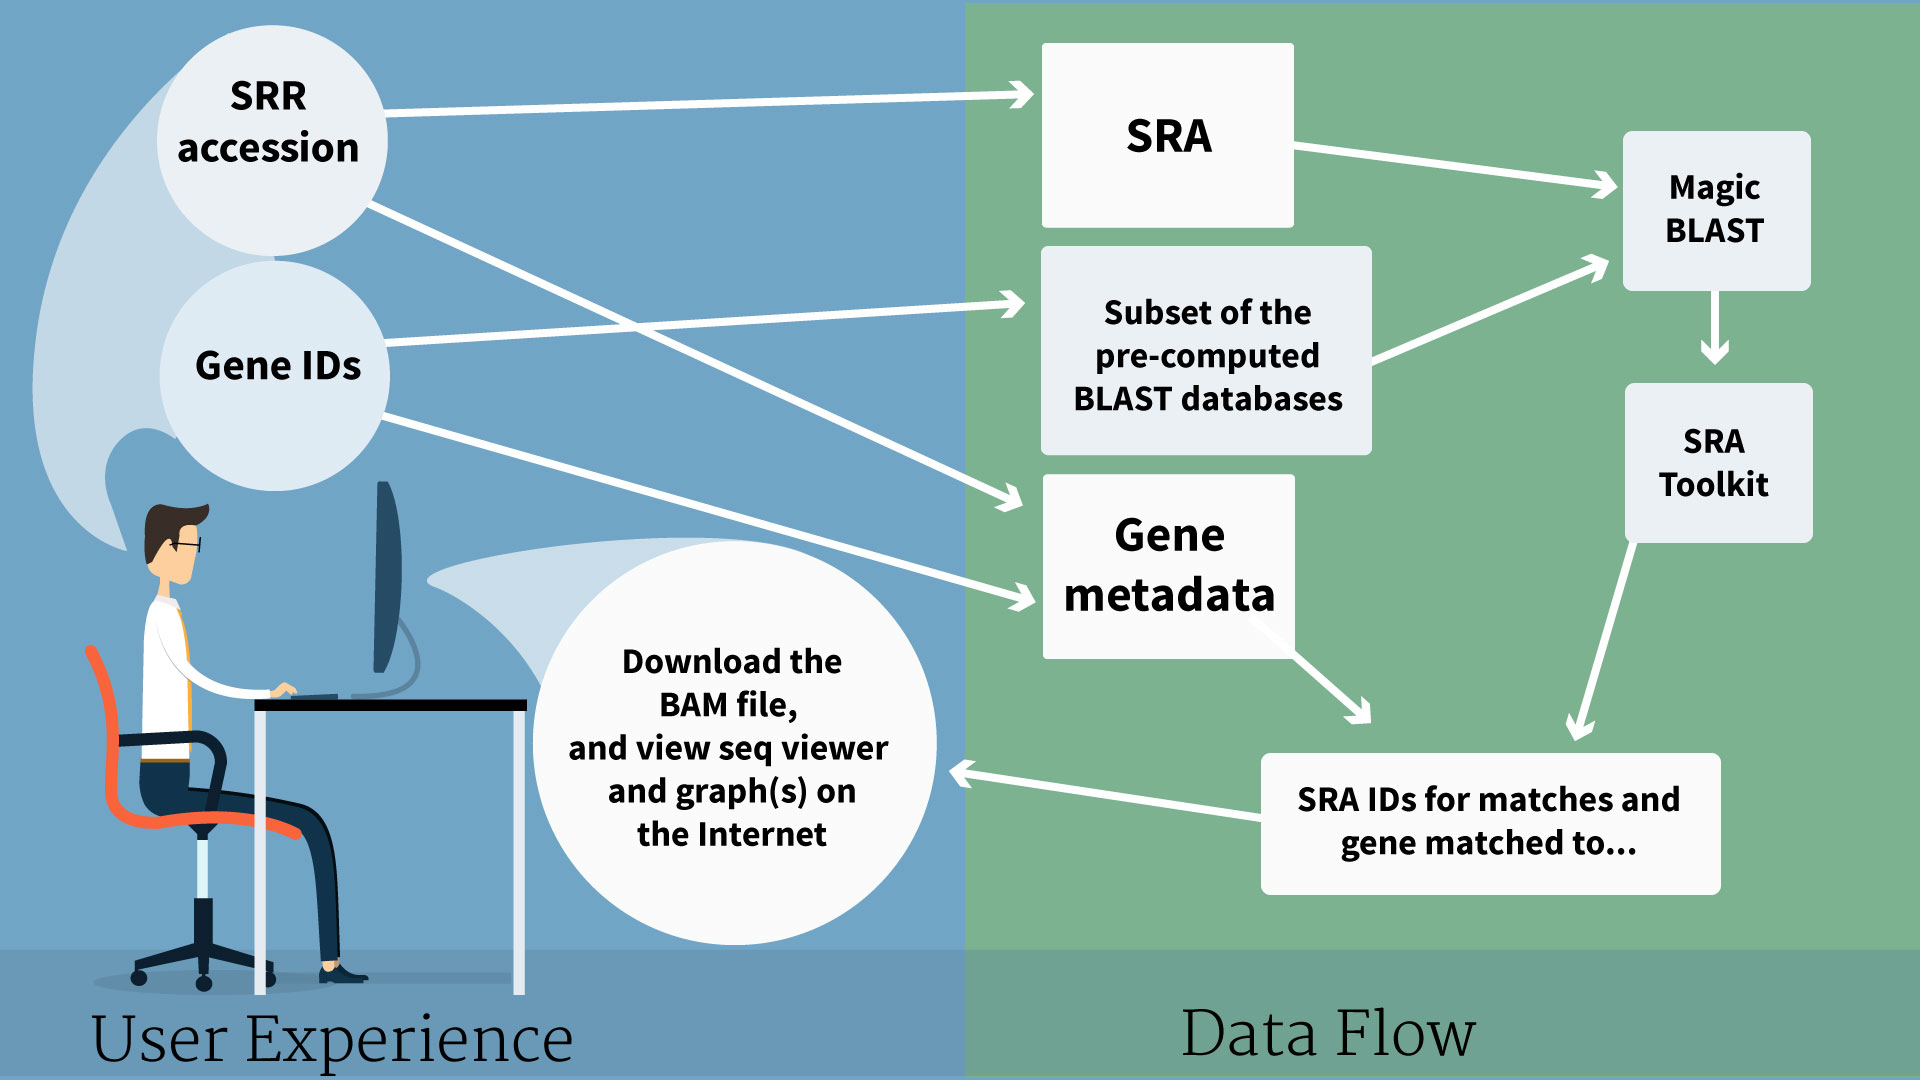 SRR
accession
Gene IDs
Download the
BAM file,
and view seq viewer
and graph(s) on
the Internet
User Experience
SRA
Subset of the
pre-computed
BLAST databases
Gene
metadata
Magic
BLAST
SRA
Toolkit
SRA IDs for matches and
gene matched to...
Data Flow